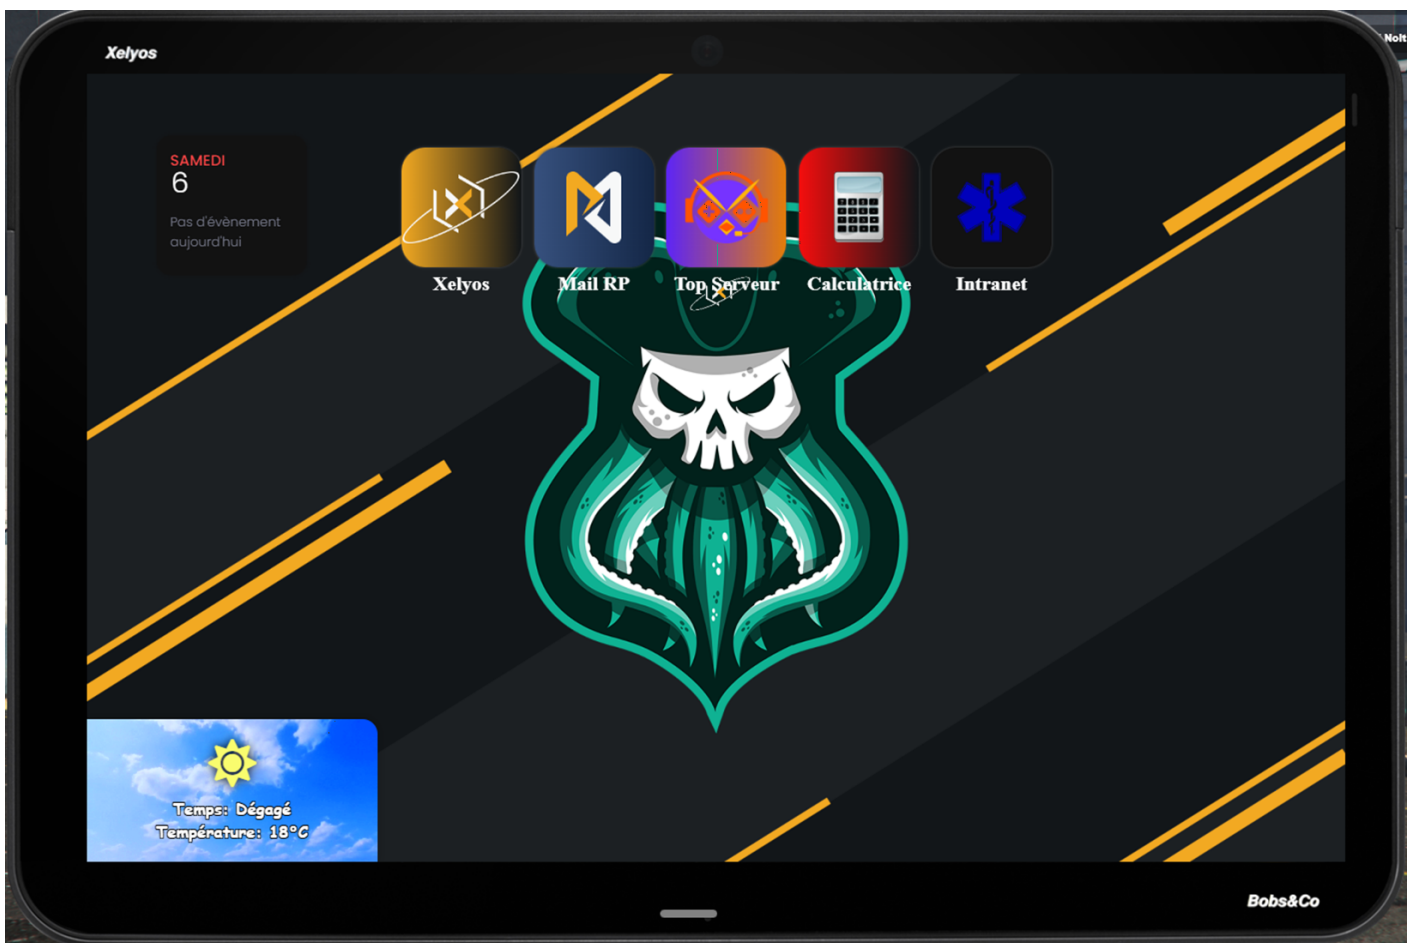 Nolt
Xelyos
SAMEDI
6
Pas d'évènement
aujourd'hui
Xelyos
Mail RP
Top Serveur
Calculatrice
Intranet
Temps: Dégagé
Température: 18°C
Bobs&Co